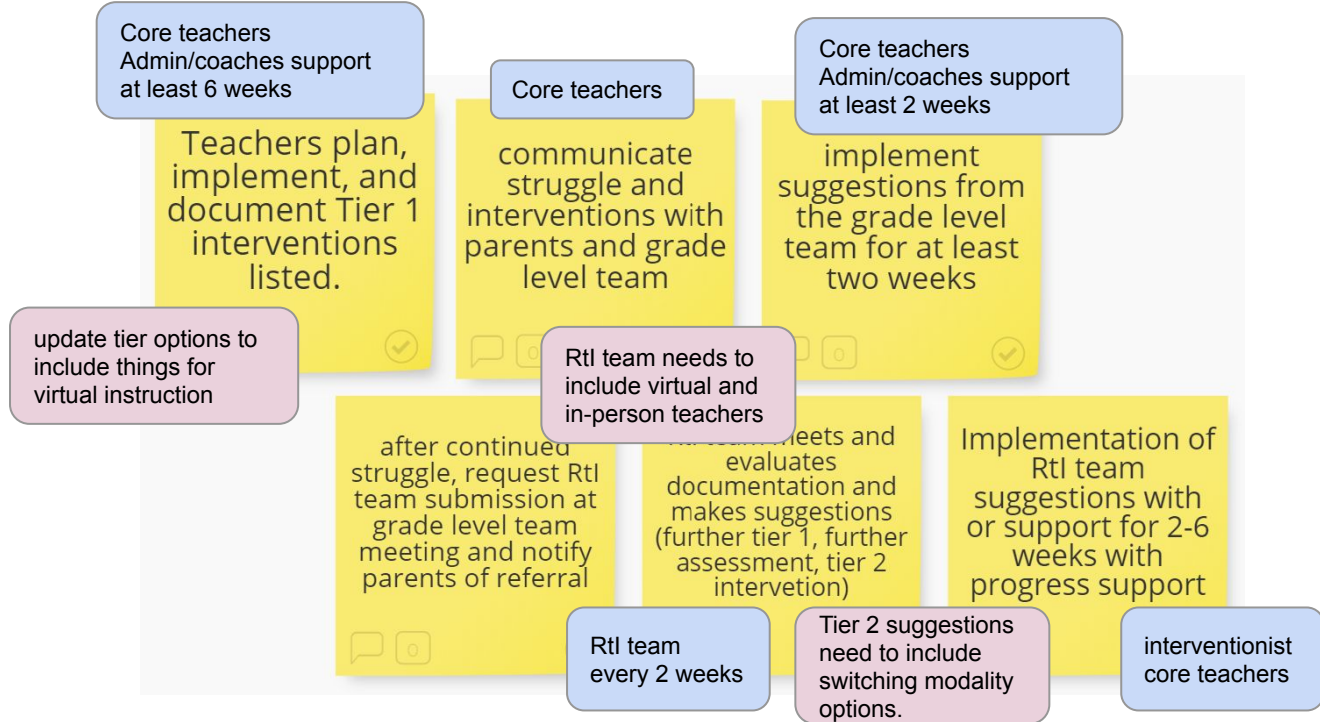 Core teachers
Admin/coaches support
at least 6 weeks
Core teachers
Core teachers
Admin/coaches support
at least 2 weeks
Teachers plan,
implement, and
document Tier 1
interventions
listed.
communicate
struggle and
interventions with
parents and grade
level team
implement
suggestions from
the grade level
team for at least
two weeks
update tier options to
include things for
virtual instruction
0
RtI team needs to
include virtual and
in-person teachers
0
after continued
struggle, request RtI
team submission at
grade level team
meeting and notify
parents of referral
0
team meets and
evaluates
documentation and
makes suggestions
(further tier 1, further
assessment, tier 2
intervetion)
Implementation of
RtI team
suggestions with
or support for 2-6
weeks with
progress support
RtI team
every 2 weeks
Tier 2 suggestions
need to include
switching modality
options.
interventionist
core teachers